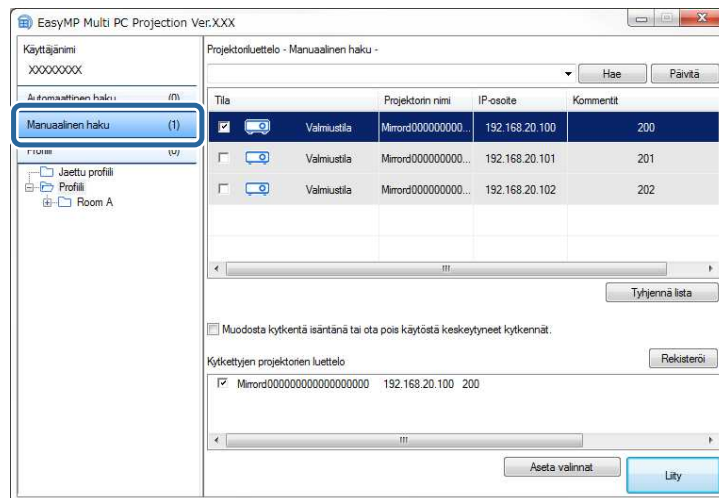 EasyMP Multi PC Projection Ver.XXX
Käyttäjänimi
XXXXXXXX
Automaattinen haku (0)
Manuaalinen haku (1)
Profiili (0)
Jaettu profiili
Profiili
Room A
Projektoriluettelo - Manuaalinen haku -
Hae Päivitä
Tila Projektorin nimi IP-osoite Kommentit
Valmiustila Mirrord000000000... 192.168.20.100 200
Valmiustila Mirrord000000000... 192.168.20.101 201
Valmiustila Mirrord000000000... 192.168.20.102 202
Tyhjennä lista
Muodosta kytkentä isäntänä tai ota pois käytöstä keskeytyneet kytkennät.
Kytkettyjen projektorien luettelo Rekisteröi
Mirrord00000000000000000000 192.168.20.100 200
Aseta valinnat Liity